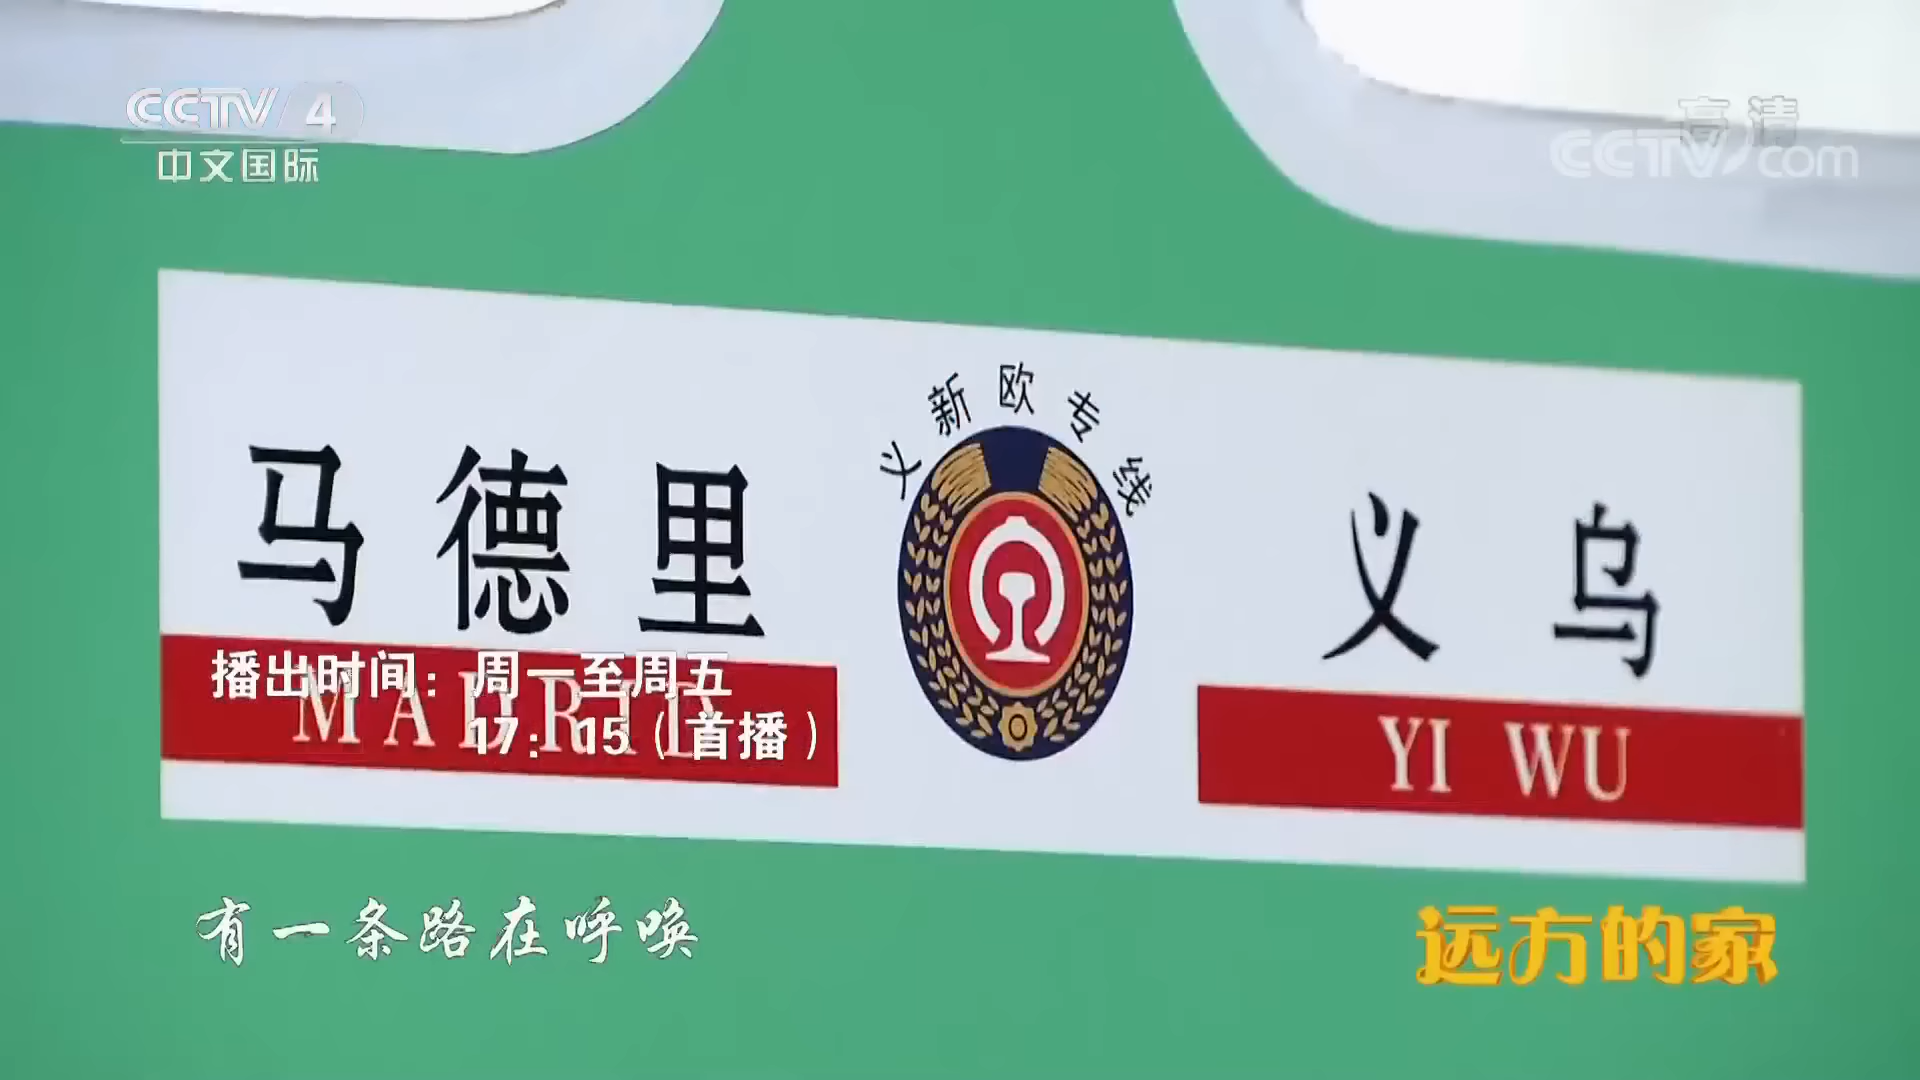 CCTV 4
中文国际
高清
CCTV.com
义新欧专线
马德里
义乌
MADRID
YI WU
播出时间：周一至周五
17：15（首播）
有一条路在呼唤
远方的家